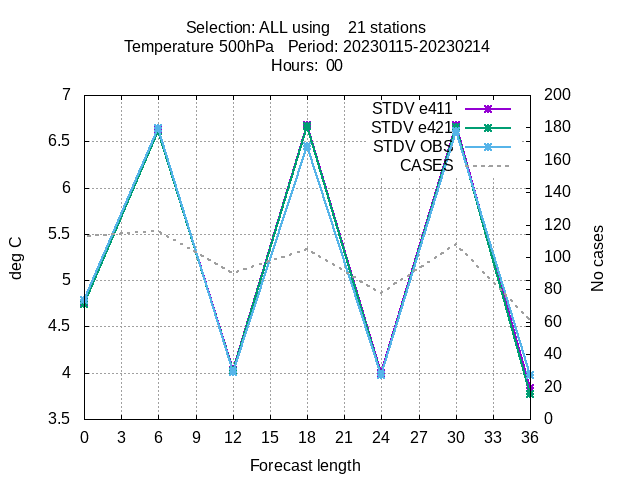 Selection: ALL using    21 stations
Temperature 500hPa   Period: 20230115-20230214
Hours:  00
7
6.5
6
5.5
5
4.5
4
3.5
deg C
STDV e411
STDV e421
STDV OBS
CASES
200
180
160
140
120
100
80
60
40
20
0
No cases
0 3 6 9 12 15 18 21 24 27 30 33 36
Forecast length